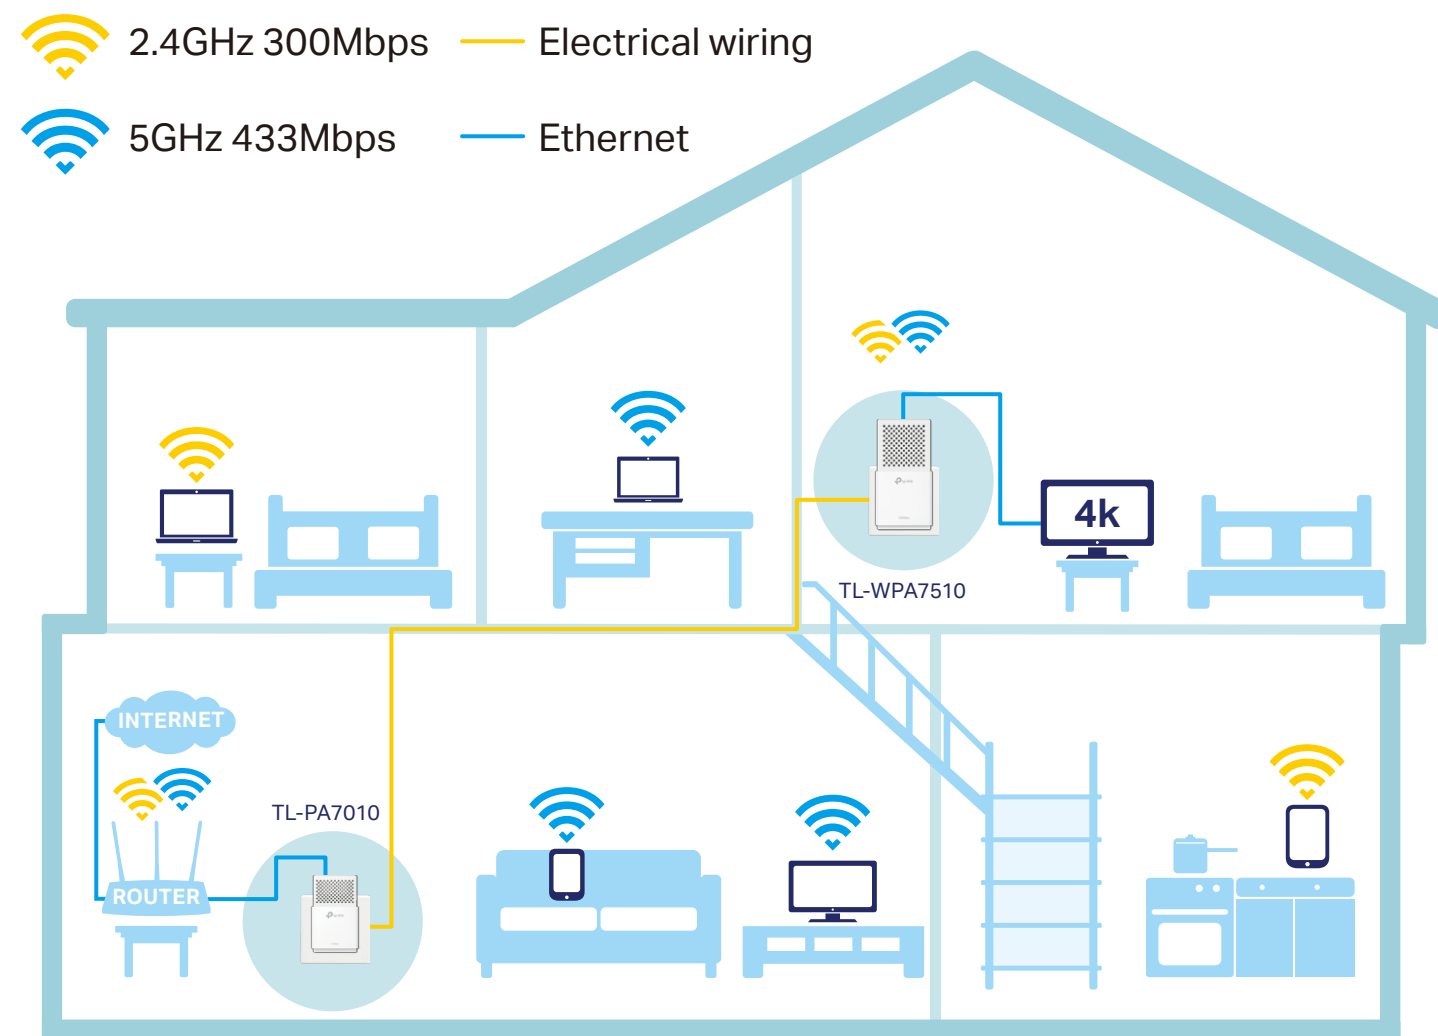 2.4GHz 300Mbps
Electrical wiring
5GHz 433Mbps
Ethernet
4k
TL-WPA7510
INTERNET
TL-PA7010
ROUTER